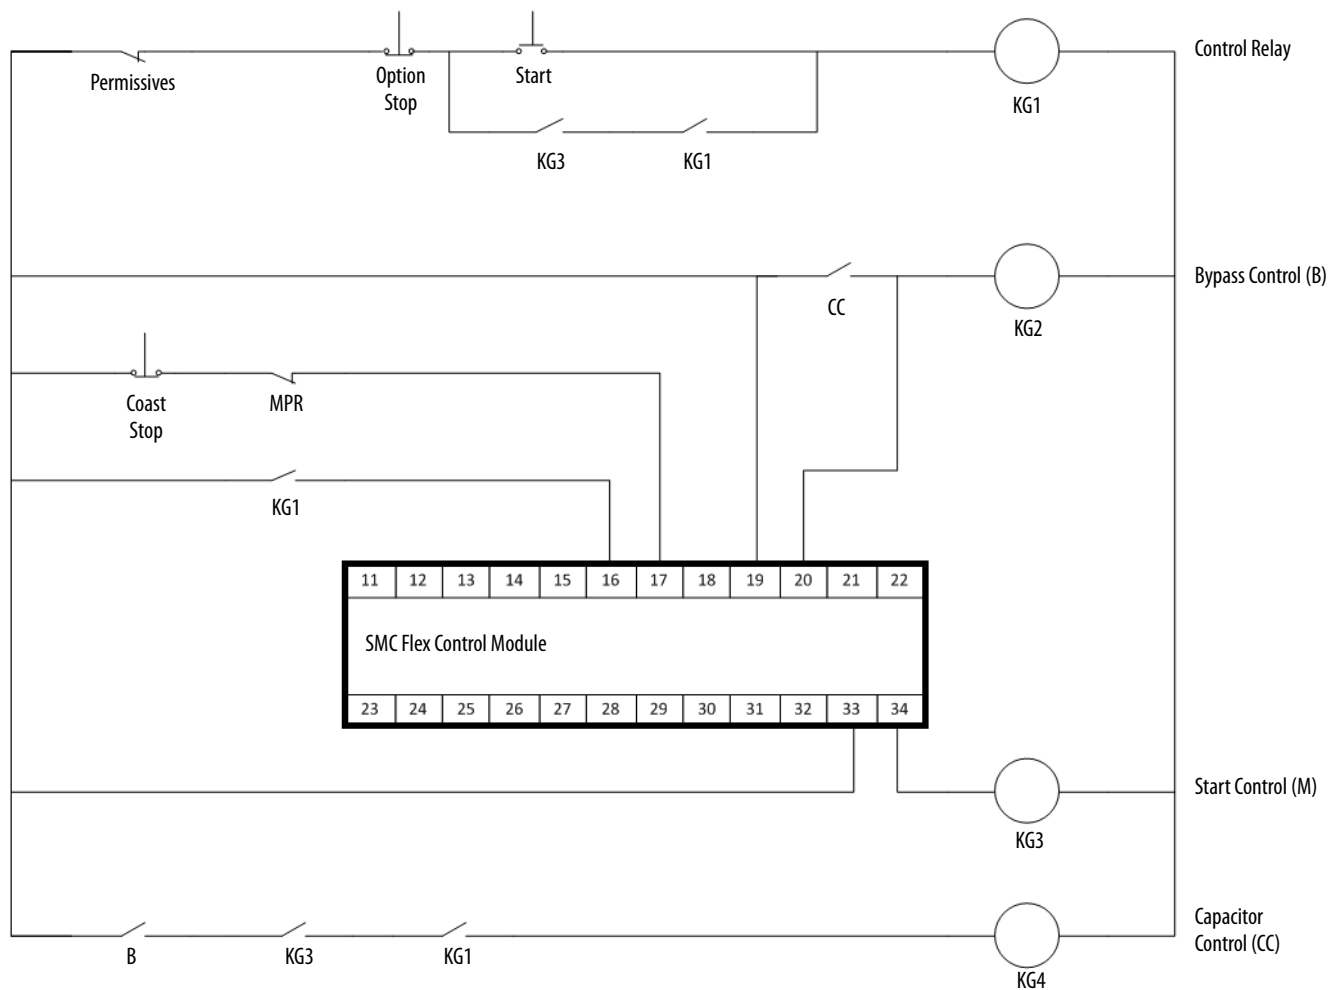 Control Relay
Permissives
Option
Stop
Start
KG1
KG3
KG1
Bypass Control (B)
CC
KG2
Coast
Stop
MPR
KG1
11 12 13 14 15 16 17 18 19 20 21 22
SMC Flex Control Module
23 24 25 26 27 28 29 30 31 32 33 34
Start Control (M)
KG3
Capacitor
Control (CC)
B
KG3
KG1
KG4